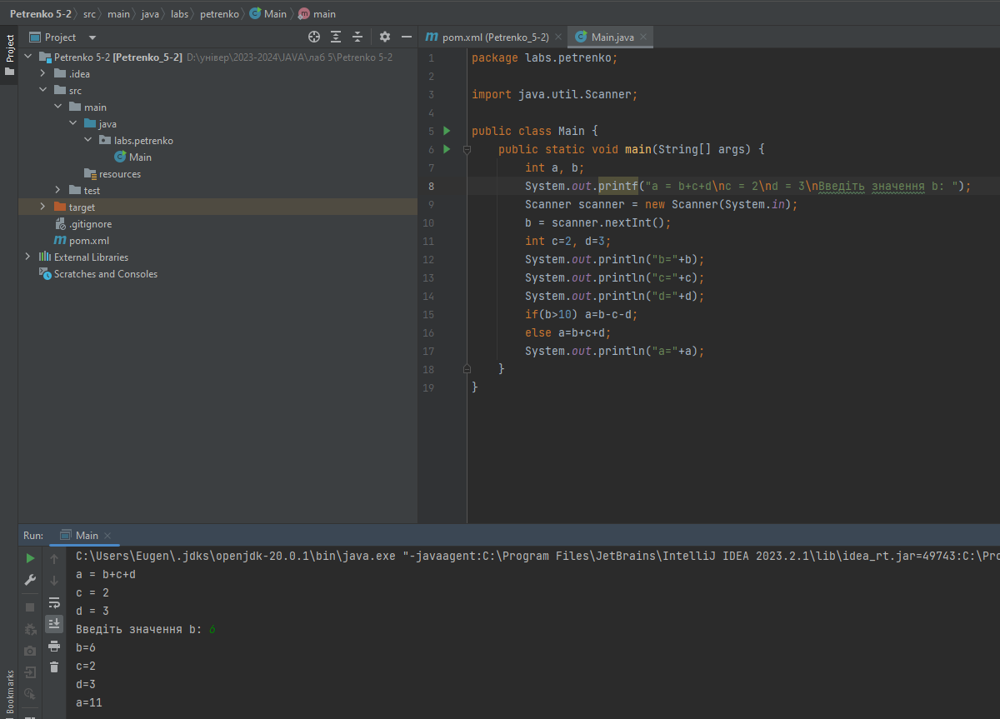 Petrenko 5-2 src main java labs petrenko Main main
Project
Project
Petrenko 5-2 [Petrenko_5-2] D:\універ\2023-2024\JAVA\лаб 5\Petrenko 5-2
.idea
src
main
java
labs.petrenko
Main
resources
test
target
.gitignore
pom.xml
External Libraries
Scratches and Consoles
pom.xml (Petrenko_5-2) Main.java
1 package labs.petrenko;
2
3 import java.util.Scanner;
4
5 public class Main {
6 public static void main(String[] args) {
7 int a, b;
8 System.out.printf("a = b+c+d\nc = 2\nd = 3\nВведіть значення b: ");
9 Scanner scanner = new Scanner(System.in);
10 b = scanner.nextInt();
11 int c=2, d=3;
12 System.out.println("b="+b);
13 System.out.println("c="+c);
14 System.out.println("d="+d);
15 if(b>10) a=b-c-d;
16 else a=b+c+d;
17 System.out.println("a="+a);
18 }
19 }
Run: Main
C:\Users\Eugen\.jdks\openjdk-20.0.1\bin\java.exe "-javaagent:C:\Program Files\JetBrains\IntelliJ IDEA 2023.2.1\lib\idea_rt.jar=49743:C:\Pro
a = b+c+d
c = 2
d = 3
Введіть значення b: 6
b=6
c=2
d=3
a=11
Bookmarks